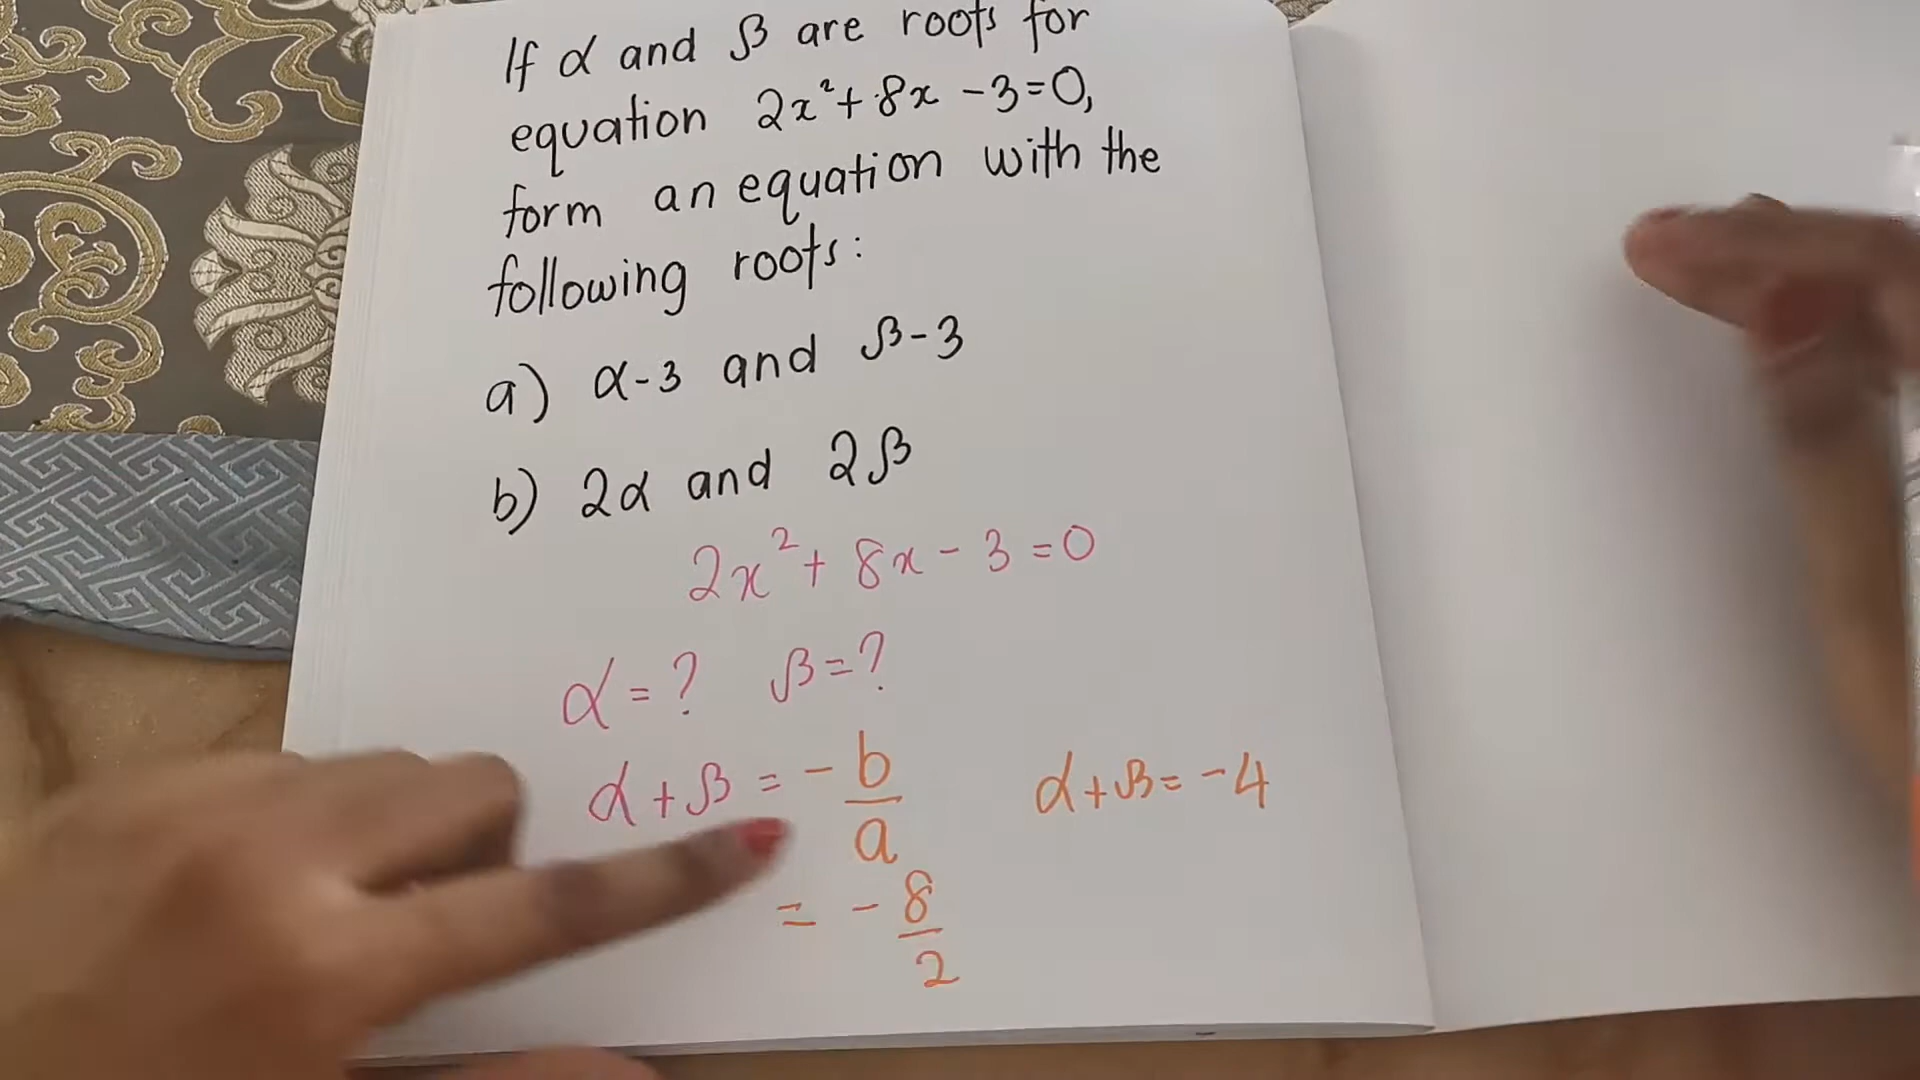 If α and β are roots for
equation 2x²+8x -3=0,
form an equation with the
following roots:
a) α-3 and β-3
b) 2α and 2β
2x²+ 8x- 3 =0
α = ? β=?
α+β = - b/a α+β= -4
= - 8/2